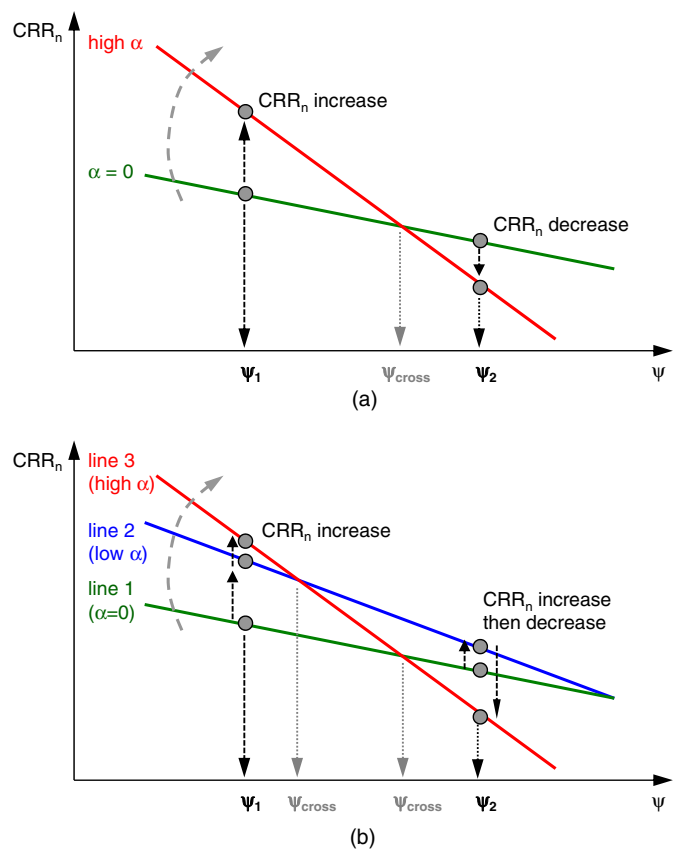 CRRn
high α
CRRn increase
α = 0
CRRn decrease
Ψ1
Ψcross
Ψ2
Ψ
(a)
CRRn
line 3
(high α)
CRRn increase
line 2
(low α)
line 1
(α=0)
CRRn increase
then decrease
Ψ1
Ψcross
Ψcross
Ψ2
Ψ
(b)